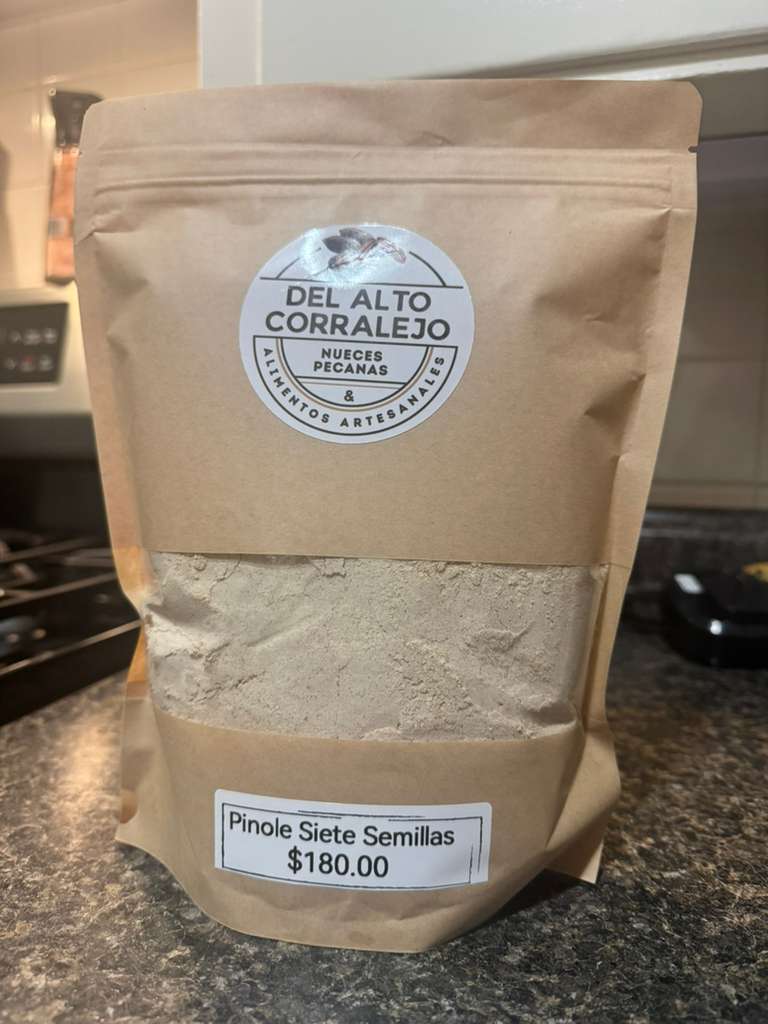 DEL ALTO
CORRALEJO
NUECES
PECANAS
&
ALIMENTOS ARTESANALES
Pinole Siete Semillas
$180.00